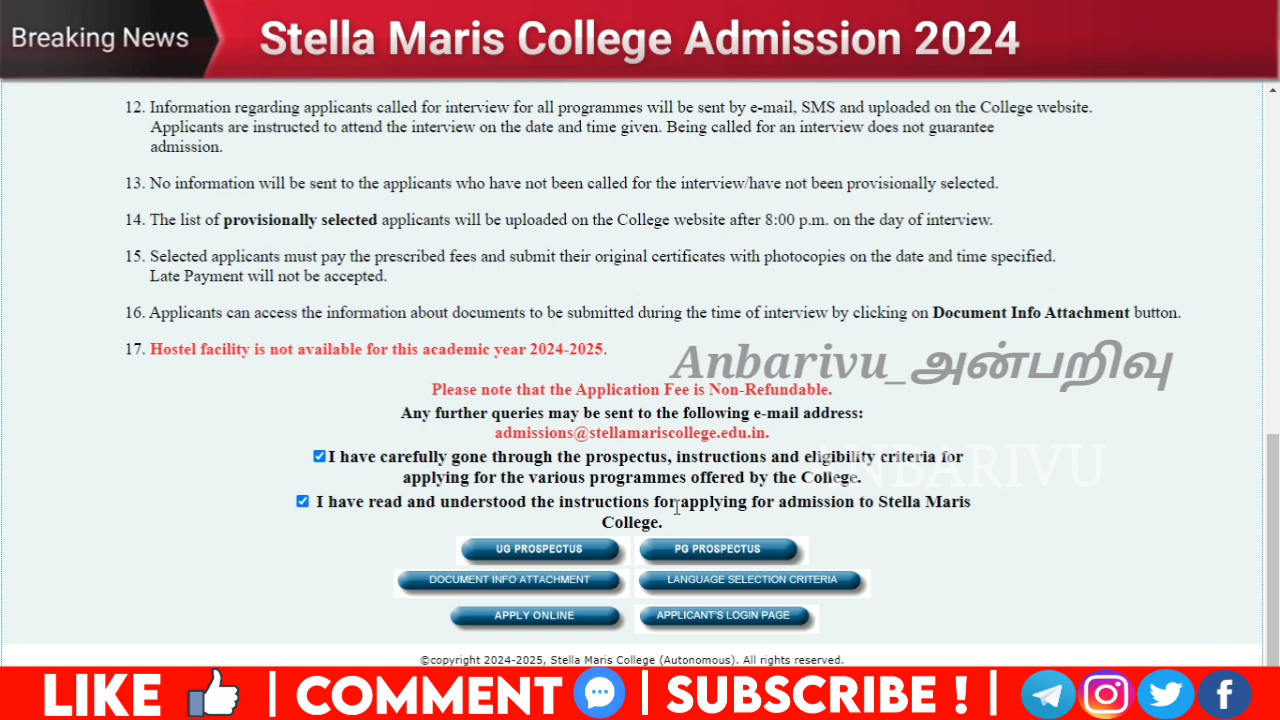 Breaking News
Stella Maris College Admission 2024
12. Information regarding applicants called for interview for all programmes will be sent by e-mail, SMS and uploaded on the College website.
Applicants are instructed to attend the interview on the date and time given. Being called for an interview does not guarantee
admission.
13. No information will be sent to the applicants who have not been called for the interview/have not been provisionally selected.
14. The list of provisionally selected applicants will be uploaded on the College website after 8:00 p.m. on the day of interview.
15. Selected applicants must pay the prescribed fees and submit their original certificates with photocopies on the date and time specified.
Late Payment will not be accepted.
16. Applicants can access the information about documents to be submitted during the time of interview by clicking on Document Info Attachment button.
17. Hostel facility is not available for this academic year 2024-2025.
Anbarivu_அன்பறிவு
Please note that the Application Fee is Non-Refundable.
Any further queries may be sent to the following e-mail address:
admissions@stellamariscollege.edu.in.
I have carefully gone through the prospectus, instructions and eligibility criteria for
applying for the various programmes offered by the College.
ANBARIVU
I have read and understood the instructions for applying for admission to Stella Maris
College.
UG PROSPECTUS
PG PROSPECTUS
DOCUMENT INFO ATTACHMENT
LANGUAGE SELECTION CRITERIA
APPLY ONLINE
APPLICANT'S LOGIN PAGE
©copyright 2024-2025, Stella Maris College (Autonomous). All rights reserved.
LIKE | COMMENT | SUBSCRIBE ! |